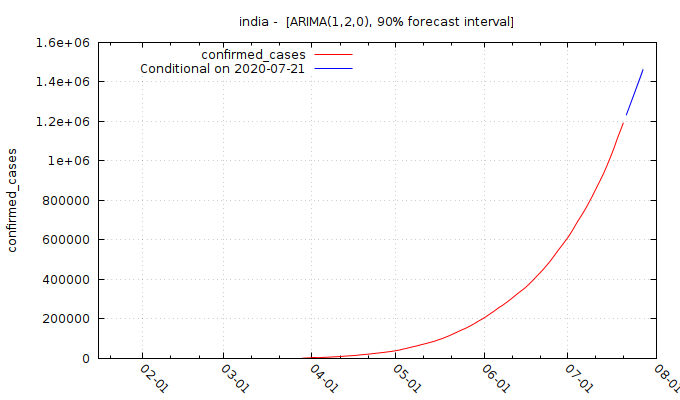 india -  [ARIMA(1,2,0), 90% forecast interval]
confirmed_cases
Conditional on 2020-07-21
1.6e+06
1.4e+06
1.2e+06
1e+06
800000
600000
400000
200000
0
confirmed_cases
02-01
03-01
04-01
05-01
06-01
07-01
08-01